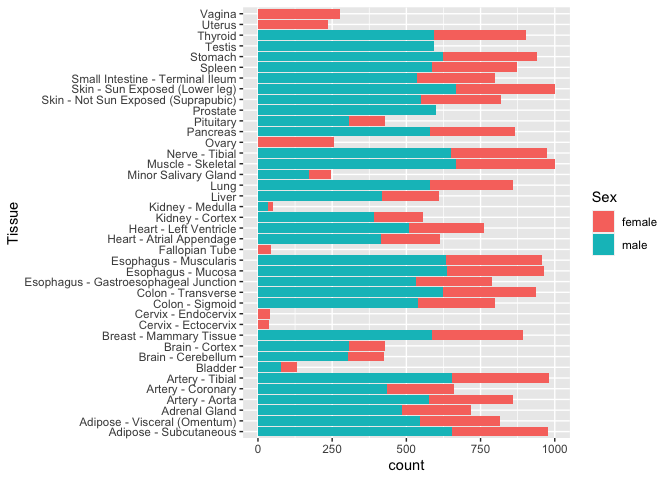 Vagina
Uterus
Thyroid
Testis
Stomach
Spleen
Small Intestine - Terminal Ileum
Skin - Sun Exposed (Lower leg)
Skin - Not Sun Exposed (Suprapubic)
Prostate
Pituitary
Pancreas
Ovary
Nerve - Tibial
Muscle - Skeletal
Minor Salivary Gland
Lung
Liver
Kidney - Medulla
Kidney - Cortex
Heart - Left Ventricle
Heart - Atrial Appendage
Fallopian Tube
Esophagus - Muscularis
Esophagus - Mucosa
Esophagus - Gastroesophageal Junction
Colon - Transverse
Colon - Sigmoid
Cervix - Endocervix
Cervix - Ectocervix
Breast - Mammary Tissue
Brain - Cortex
Brain - Cerebellum
Bladder
Artery - Tibial
Artery - Coronary
Artery - Aorta
Adrenal Gland
Adipose - Visceral (Omentum)
Adipose - Subcutaneous
Tissue
0 250 500 750 1000
count
Sex
female
male